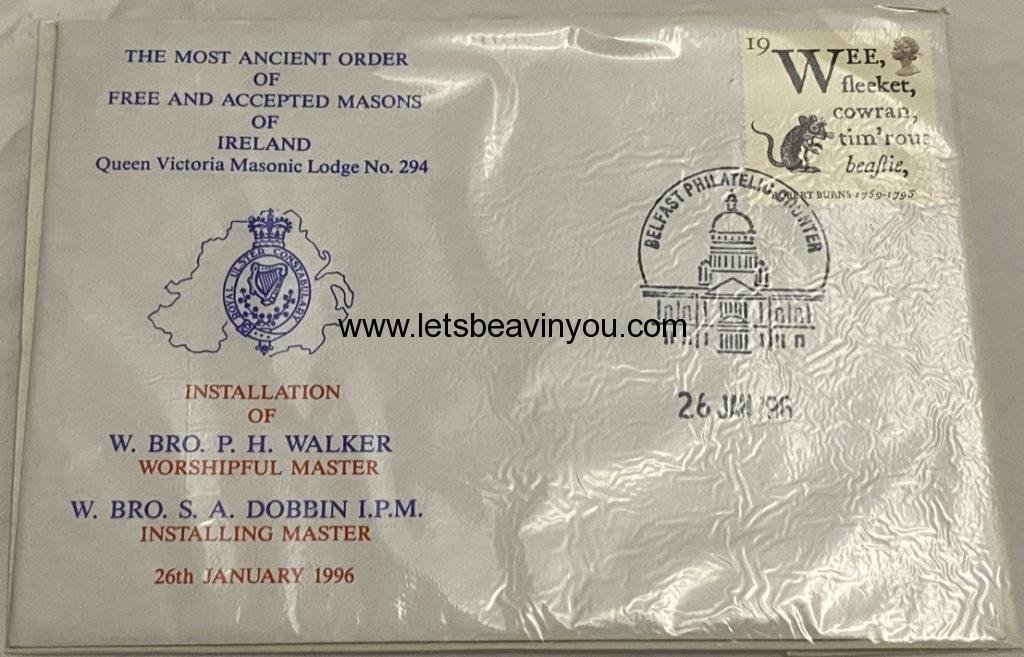 THE MOST ANCIENT ORDER
OF
FREE AND ACCEPTED MASONS
OF
IRELAND
Queen Victoria Masonic Lodge No. 294
ROYAL ULSTER CONSTABULARY
INSTALLATION
OF
W. BRO. P. H. WALKER
WORSHIPFUL MASTER
W. BRO. S. A. DOBBIN I.P.M.
INSTALLING MASTER
26th JANUARY 1996
19
WEE,
fleeket,
cowran,
tim'rous
beaſtie,
ROBERT BURNS 1759-1796
BELFAST PHILATELIC COUNTER
26 JAN '96
www.letsbeavinyou.com